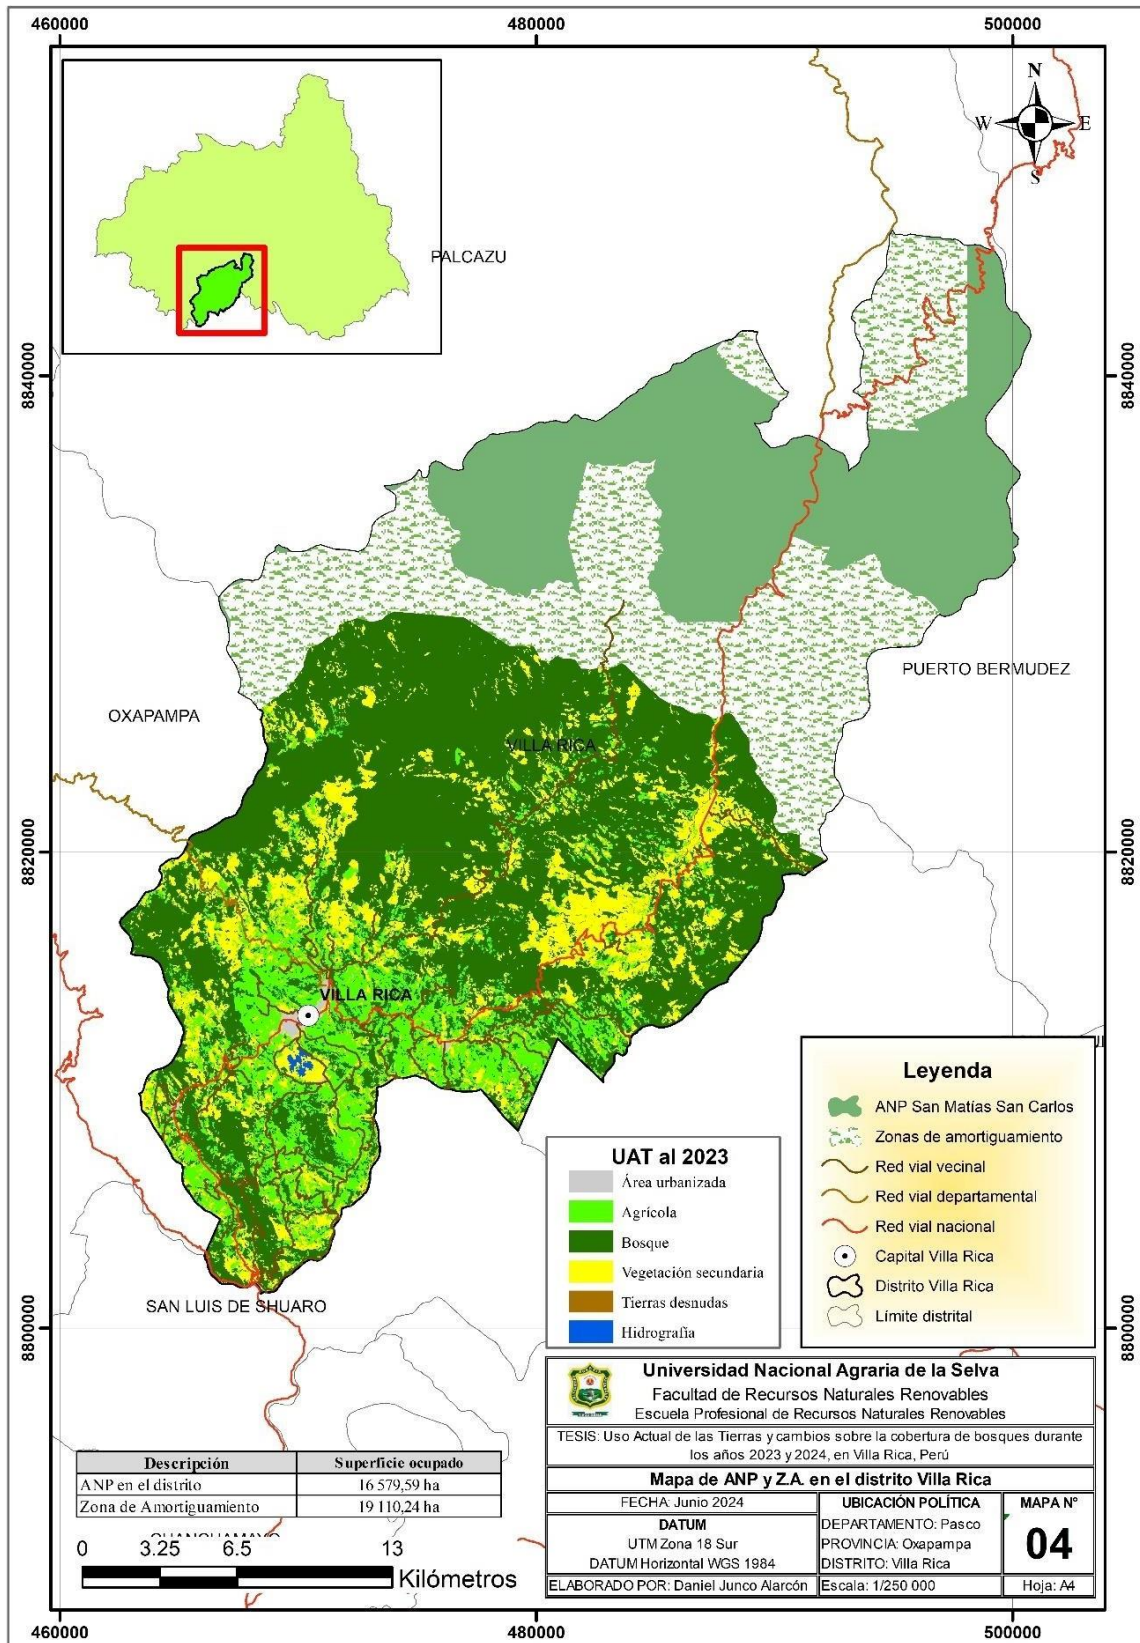 460000
480000
500000
N
W
E
S
PALCAZU
8840000
8840000
PUERTO BERMUDEZ
OXAPAMPA
VILLA RICA
8820000
8820000
VILLA RICA
Leyenda
ANP San Matías San Carlos
Zonas de amortiguamiento
Red vial vecinal
Red vial departamental
Red vial nacional
Capital Villa Rica
Distrito Villa Rica
Límite distrital
UAT al 2023
Área urbanizada
Agrícola
Bosque
Vegetación secundaria
Tierras desnudas
Hidrografía
SAN LUIS DE SHUARO
8800000
8800000
Universidad Nacional Agraria de la Selva
Facultad de Recursos Naturales Renovables
Escuela Profesional de Recursos Naturales Renovables
TESIS: Uso Actual de las Tierras y cambios sobre la cobertura de bosques durante
los años 2023 y 2024, en Villa Rica, Perú
Mapa de ANP y Z.A. en el distrito Villa Rica
FECHA: Junio 2024
DATUM
UTM Zona 18 Sur
DATUM Horizontal WGS 1984
ELABORADO POR: Daniel Junco Alarcón
UBICACIÓN POLÍTICA
DEPARTAMENTO: Pasco
PROVINCIA: Oxapampa
DISTRITO: Villa Rica
Escala: 1/250 000
MAPA N°
04
Hoja: A4
Descripción Superficie ocupado
ANP en el distrito 16 579,59 ha
Zona de Amortiguamiento 19 110,24 ha
CHANCHAMAYO
0 3.25 6.5 13
Kilómetros
460000
480000
500000